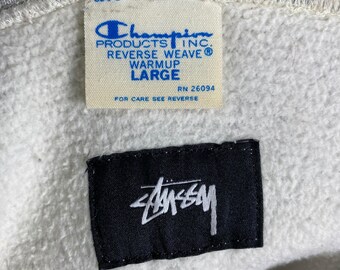 Champion
PRODUCTS INC.
REVERSE WEAVE®
WARMUP
LARGE
RN 26094
FOR CARE SEE REVERSE
Stüssy